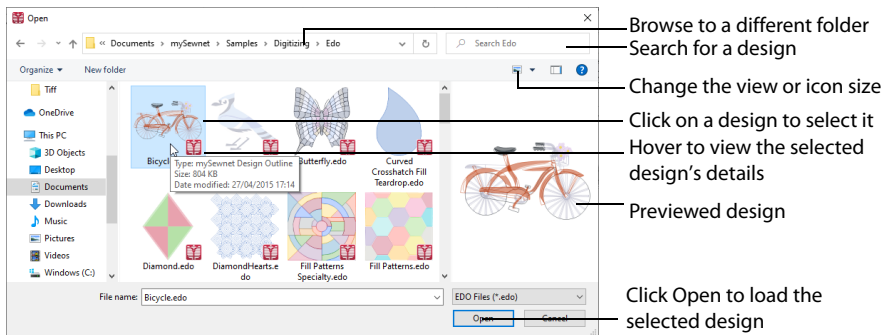 Open
« Documents › mySewnet › Samples › Digitizing › Edo
Search Edo
Organize
New folder
Tiff
OneDrive
This PC
3D Objects
Desktop
Documents
Downloads
Music
Pictures
Videos
Windows (C:)
Bicycle
Butterfly.edo
Curved
Crosshatch Fill
Teardrop.edo
Type: mySewnet Design Outline
Size: 804 KB
Date modified: 27/04/2015 17:14
Diamond.edo
DiamondHearts.e
do
Fill Patterns
Specialty.edo
Fill Patterns.edo
File name:
Bicycle.edo
EDO Files (*.edo)
Open
Cancel
Browse to a different folder
Search for a design
Change the view or icon size
Click on a design to select it
Hover to view the selected
design’s details
Previewed design
Click Open to load the
selected design